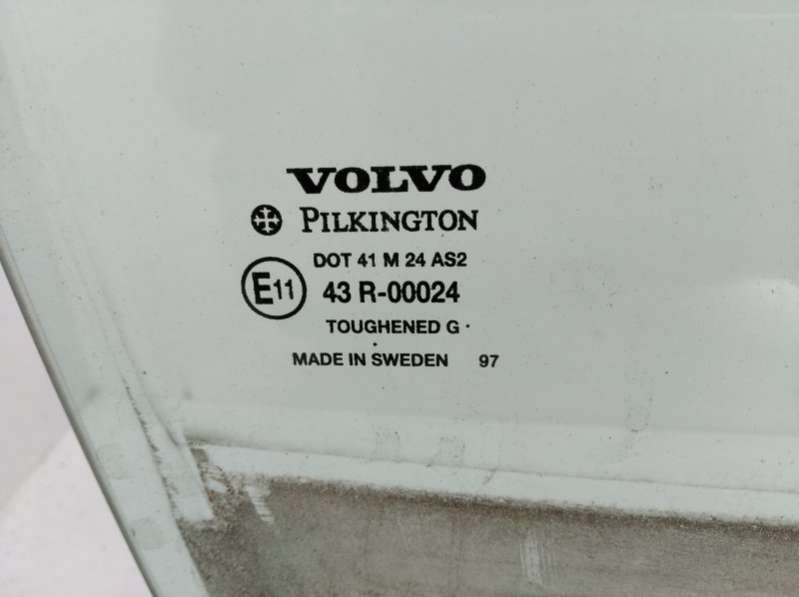 VOLVO
PILKINGTON
DOT 41 M 24 AS2
E11 43 R-00024
TOUGHENED G ·
MADE IN SWEDEN 97